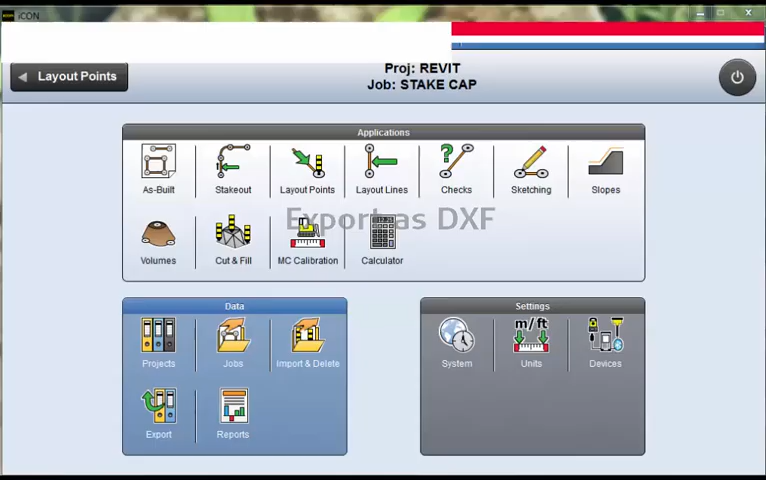 iCON
Layout Points
Proj: REVIT
Job: STAKE CAP
Applications
As-Built
Stakeout
Layout Points
Layout Lines
Checks
Sketching
Slopes
Export as DXF
Volumes
Cut & Fill
MC Calibration
Calculator
Data
Projects
Jobs
Import & Delete
Export
Reports
Settings
System
m/ft
Units
Devices